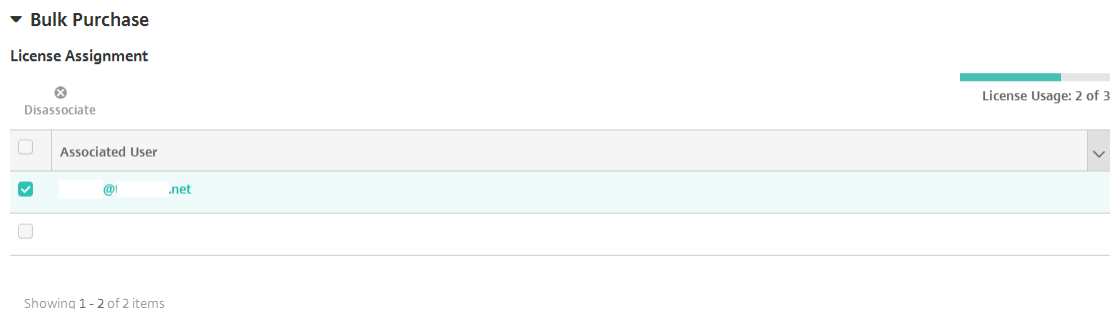 Bulk Purchase
License Assignment
Disassociate
License Usage: 2 of 3
Associated User
@ .net
Showing 1 - 2 of 2 items